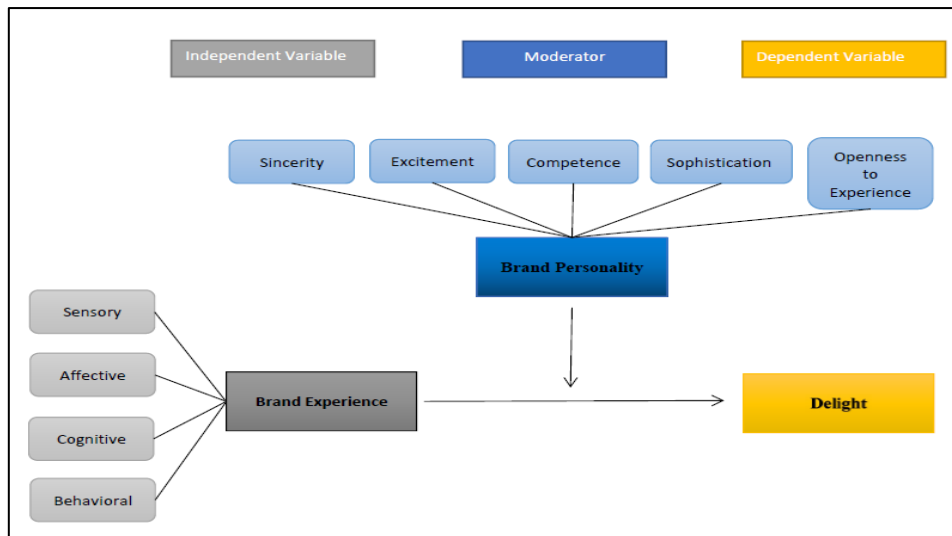 Independent Variable
Moderator
Dependent Variable
Sincerity
Excitement
Competence
Sophistication
Openness
to
Experience
Brand Personality
Sensory
Affective
Cognitive
Behavioral
Brand Experience
Delight